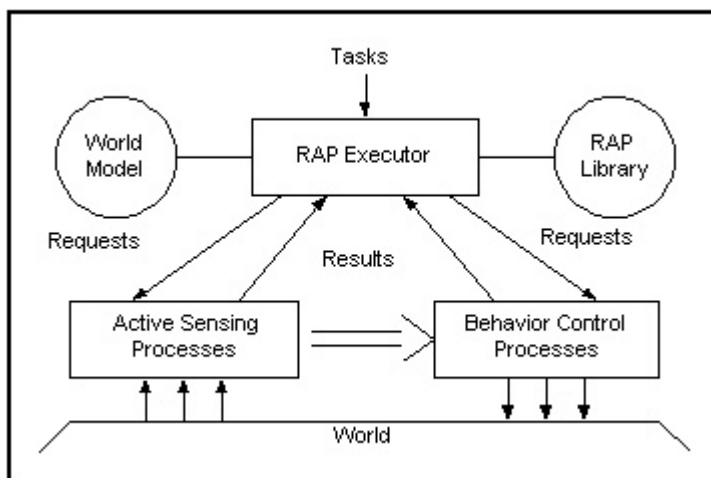 Tasks
World
Model
RAP Executor
RAP
Library
Requests
Requests
Results
Active Sensing
Processes
Behavior Control
Processes
World